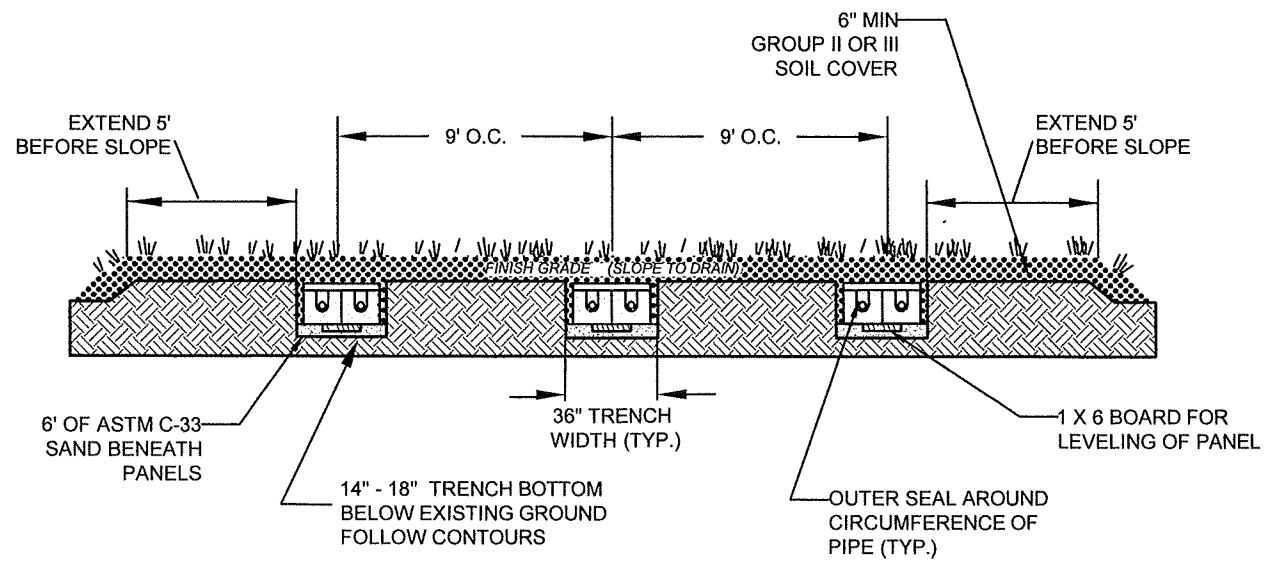 6" MIN
GROUP II OR III
SOIL COVER
EXTEND 5'
BEFORE SLOPE
9' O.C.
9' O.C.
EXTEND 5'
BEFORE SLOPE
FINISH GRADE (SLOPE TO DRAIN)
6' OF ASTM C-33
SAND BENEATH
PANELS
36" TRENCH
WIDTH (TYP.)
1 X 6 BOARD FOR
LEVELING OF PANEL
14" - 18" TRENCH BOTTOM
BELOW EXISTING GROUND
FOLLOW CONTOURS
OUTER SEAL AROUND
CIRCUMFERENCE OF
PIPE (TYP.)